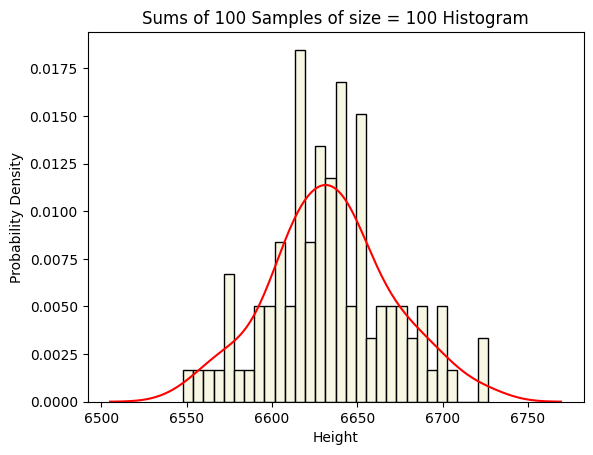 Sums of 100 Samples of size = 100 Histogram
Probability Density
0.0175
0.0150
0.0125
0.0100
0.0075
0.0050
0.0025
0.0000
6500 6550 6600 6650 6700 6750
Height